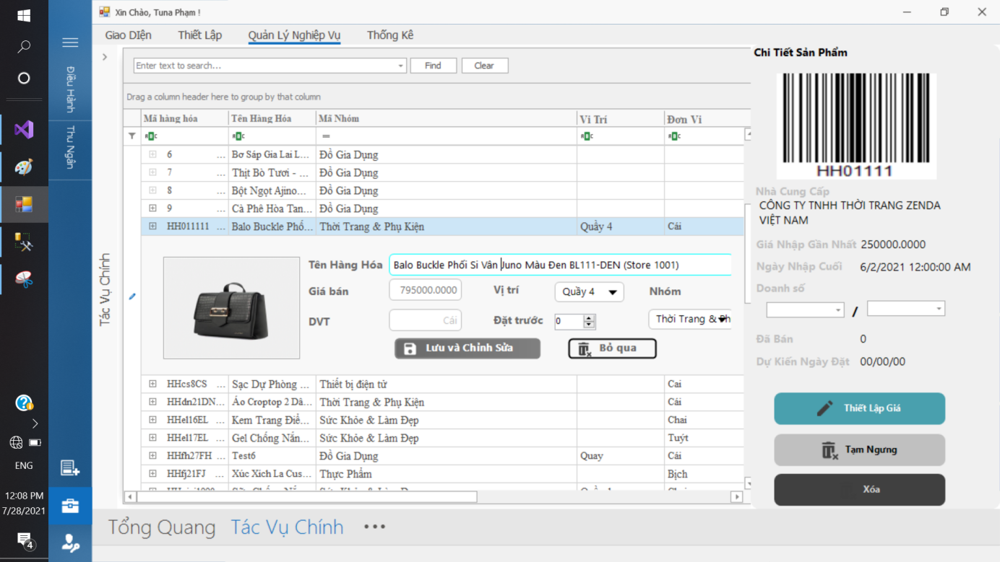 Xin Chào, Tuna Phạm !
Giao DIện Thiết Lập Quản Lý Nghiệp Vụ Thống Kê
Điều Hành
Thu Ngân
Tác Vụ Chính
Enter text to search... Find Clear
Drag a column header here to group by that column
Mã hàng hóa Tên Hàng Hóa Mã Nhóm Vị Trí Đơn Vị
6 ... Bơ Sáp Gia Lai L... Đồ Gia Dụng
7 ... Thịt Bò Tươi - ... Đồ Gia Dụng
8 ... Bột Ngọt Ajino... Đồ Gia Dụng
9 ... Cà Phê Hòa Tan... Đồ Gia Dụng
HH011111 ... Balo Buckle Phố... Thời Trang & Phụ Kiện Quầy 4 Cái
Tên Hàng Hóa Balo Buckle Phối Si Vân Juno Màu Đen BL111-DEN (Store 1001)
Giá bán 795000.0000 Vị trí Quầy 4 Nhóm
DVT Cái Đặt trước 0 Thời Trang & Ph
Lưu và Chỉnh Sửa Bỏ qua
HHcs8CS ... Sạc Dự Phòng ... Thiết bị điện tử Cai
HHdn21DN... Áo Croptop 2 Dâ... Thời Trang & Phụ Kiện Cái
HHel16EL ... Kem Trang Điể... Sức Khỏe & Làm Đẹp Chai
HHel17EL ... Gel Chống Nắn... Sức Khỏe & Làm Đẹp Tuýt
HHfh27FH ... Test6 Đồ Gia Dụng Quay Cái
HHfj21FJ ... Xúc Xich La Cus... Thực Phẩm Bịch
Chi Tiết Sản Phẩm
HH01111
Nhà Cung Cấp
CÔNG TY TNHH THỜI TRANG ZENDA
VIỆT NAM
Giá Nhập Gần Nhất 250000.0000
Ngày Nhập Cuối 6/2/2021 12:00:00 AM
Doanh số
/
Đã Bán 0
Dự Kiến Ngày Đặt 00/00/00
Thiết Lập Giá
Tạm Ngưng
Xóa
Tổng Quang Tác Vụ Chính •••
ENG
12:08 PM
7/28/2021
4